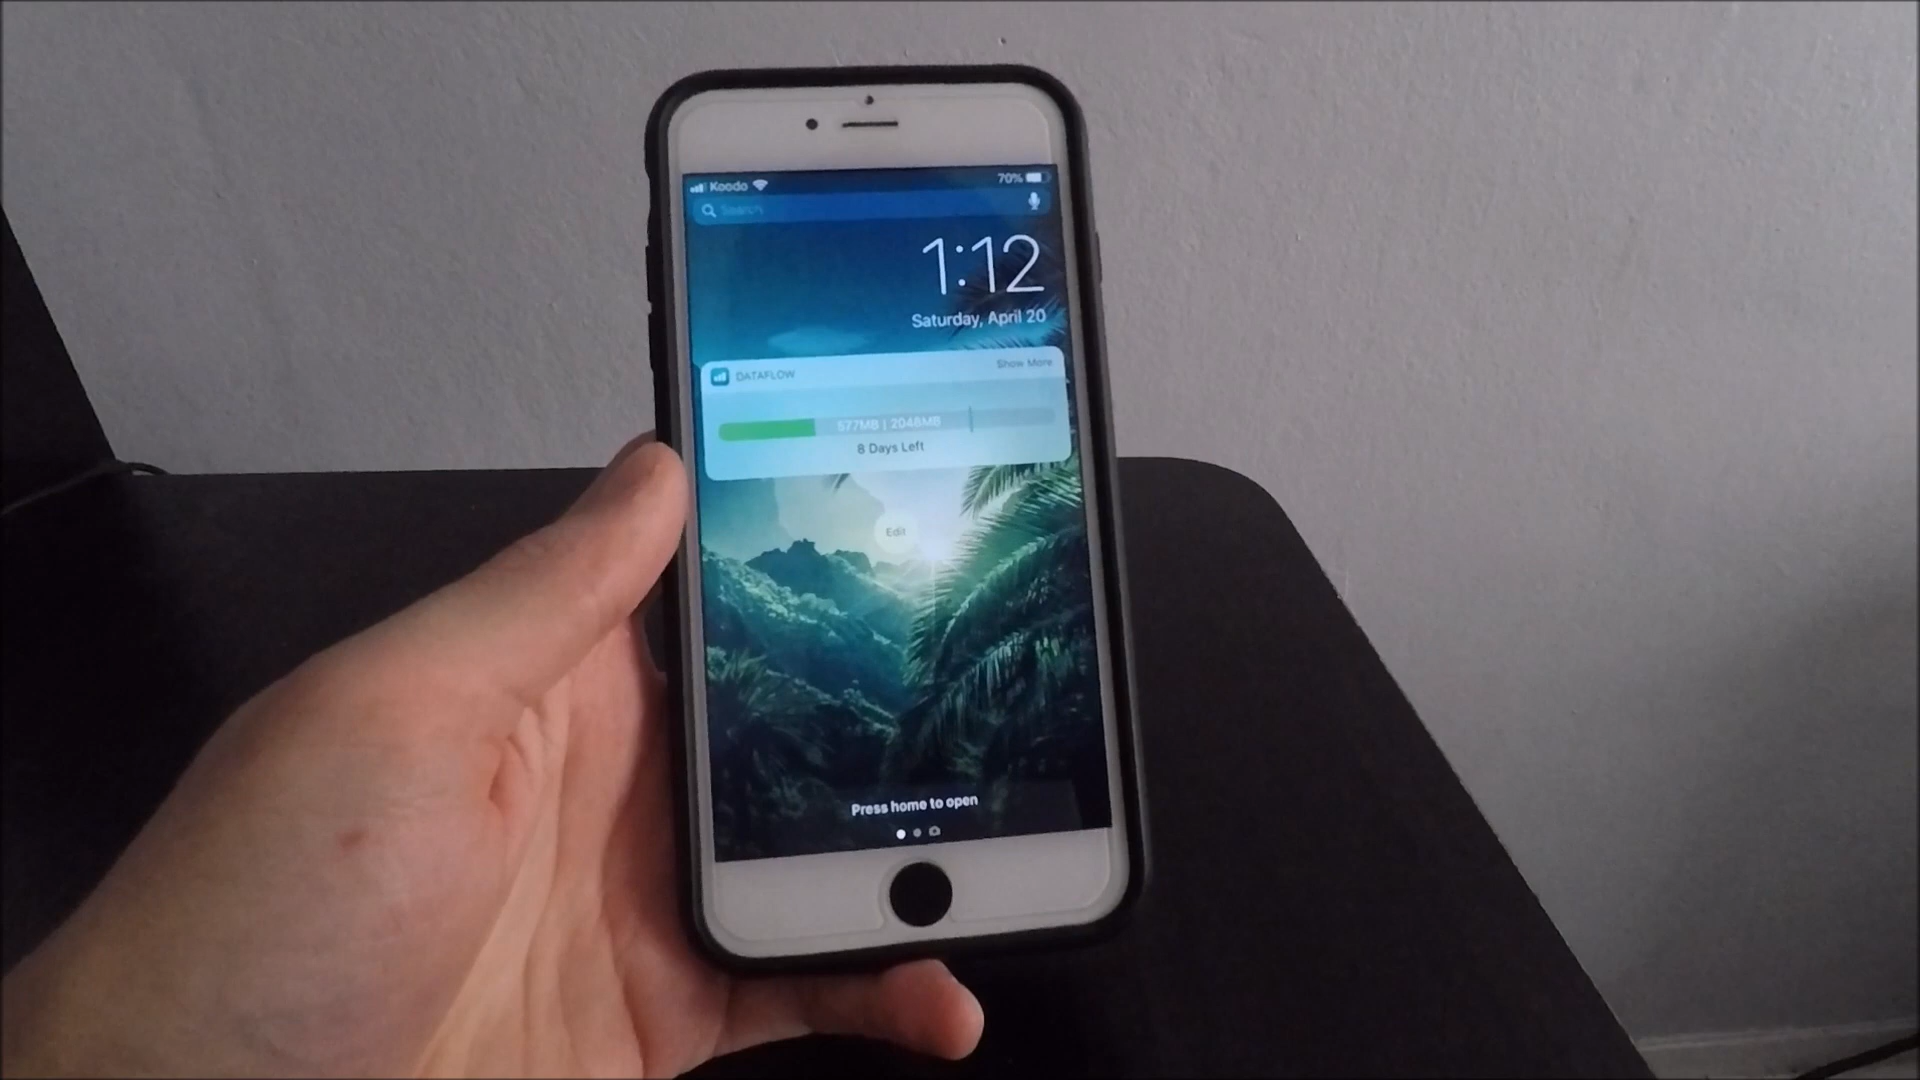 Koodo 70%
Search
1:12
Saturday, April 20
DATAFLOW Show More
577MB | 2048MB
8 Days Left
Edit
Press home to open